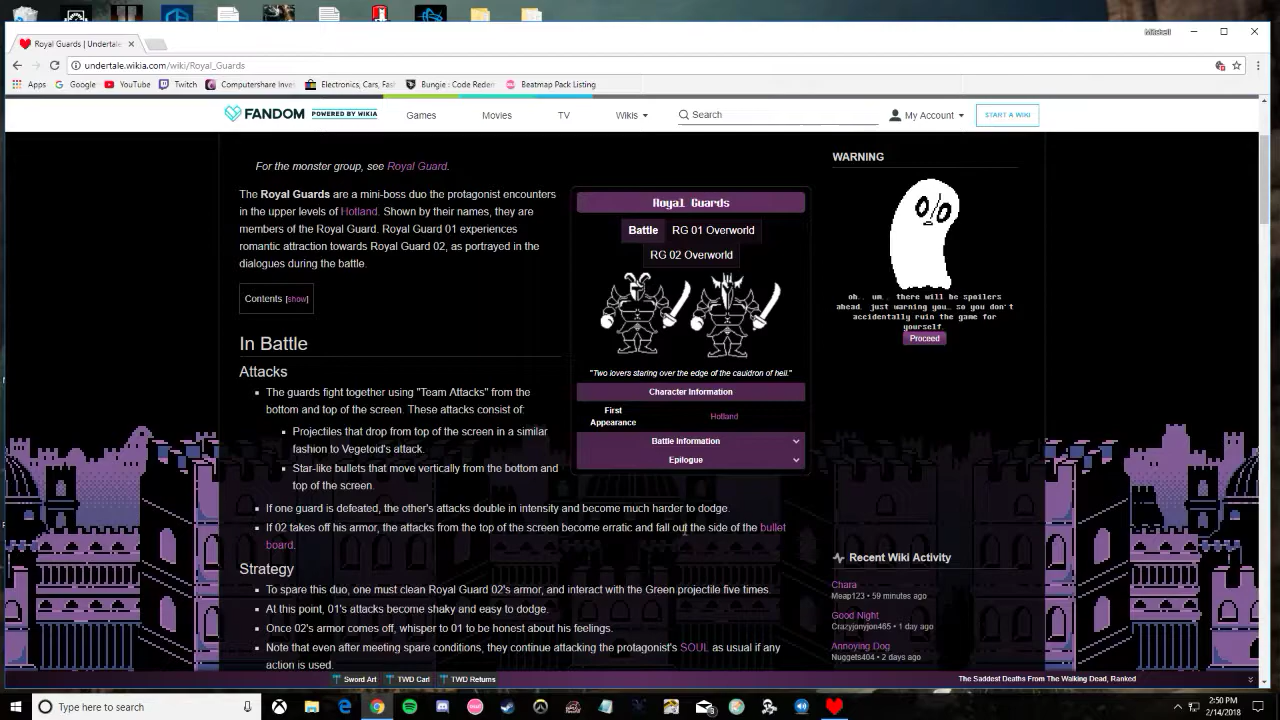 Mitchell
Royal Guards | Undertale
undertale.wikia.com/wiki/Royal_Guards
Apps Google YouTube Twitch Computershare Inves Electronics, Cars, Fas Bungie : Code Redem Beatmap Pack Listing
FANDOM POWERED BY WIKIA Games Movies TV Wikis Search My Account START A WIKI
For the monster group, see Royal Guard.
The Royal Guards are a mini-boss duo the protagonist encounters
in the upper levels of Hotland. Shown by their names, they are
members of the Royal Guard. Royal Guard 01 experiences
romantic attraction towards Royal Guard 02, as portrayed in the
dialogues during the battle.
Contents [show]
Royal Guards
Battle RG 01 Overworld
RG 02 Overworld
"Two lovers staring over the edge of the cauldron of hell."
Character Information
First
Appearance
Hotland
Battle Information
Epilogue
WARNING
oh.. um.. there will be spoilers
ahead. just warning you.. so you don't
accidentally ruin the game for
yourself.
Proceed
In Battle
Attacks
The guards fight together using "Team Attacks" from the
bottom and top of the screen. These attacks consist of:
Projectiles that drop from top of the screen in a similar
fashion to Vegetoid's attack.
Star-like bullets that move vertically from the bottom and
top of the screen.
If one guard is defeated, the other's attacks double in intensity and become much harder to dodge.
If 02 takes off his armor, the attacks from the top of the screen become erratic and fall out the side of the bullet
board.
Strategy
To spare this duo, one must clean Royal Guard 02's armor, and interact with the Green projectile five times.
At this point, 01's attacks become shaky and easy to dodge.
Once 02's armor comes off, whisper to 01 to be honest about his feelings.
Note that even after meeting spare conditions, they continue attacking the protagonist's SOUL as usual if any
action is used.
Recent Wiki Activity
Chara
Meap123 • 59 minutes ago
Good Night
Crazyjonyjon465 • 1 day ago
Annoying Dog
Nuggets404 • 2 days ago
Sword Art TWD Carl TWD Returns
The Saddest Deaths From The Walking Dead, Ranked
Type here to search
2:50 PM
2/14/2018